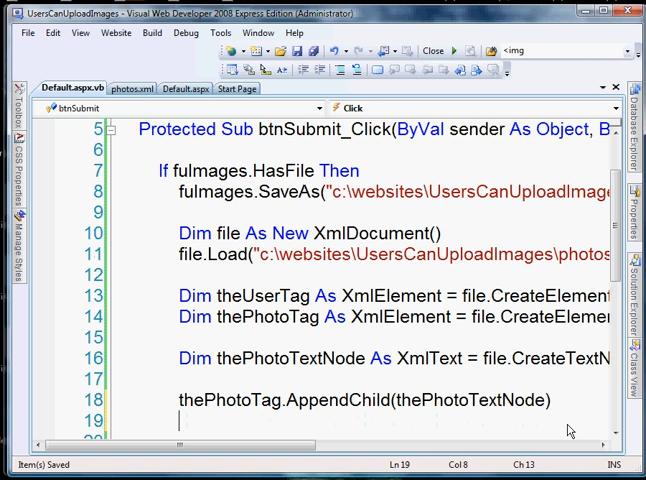 UsersCanUploadImages - Visual Web Developer 2008 Express Edition (Administrator)
File Edit View Website Build Debug Tools Window Help
Close <img
Default.aspx.vb photos.xml Default.aspx Start Page
btnSubmit Click
5 Protected Sub btnSubmit_Click(ByVal sender As Object, B
6
7 If fuImages.HasFile Then
8 fuImages.SaveAs("c:\websites\UsersCanUploadImage
9
10 Dim file As New XmlDocument()
11 file.Load("c:\websites\UsersCanUploadImages\photos
12
13 Dim theUserTag As XmlElement = file.CreateElement
14 Dim thePhotoTag As XmlElement = file.CreateElemen
15
16 Dim thePhotoTextNode As XmlText = file.CreateTextN
17
18 thePhotoTag.AppendChild(thePhotoTextNode)
19
Toolbox
CSS Properties
Manage Styles
Database Explorer
Properties
Solution Explorer
Class View
Item(s) Saved Ln 19 Col 8 Ch 13 INS